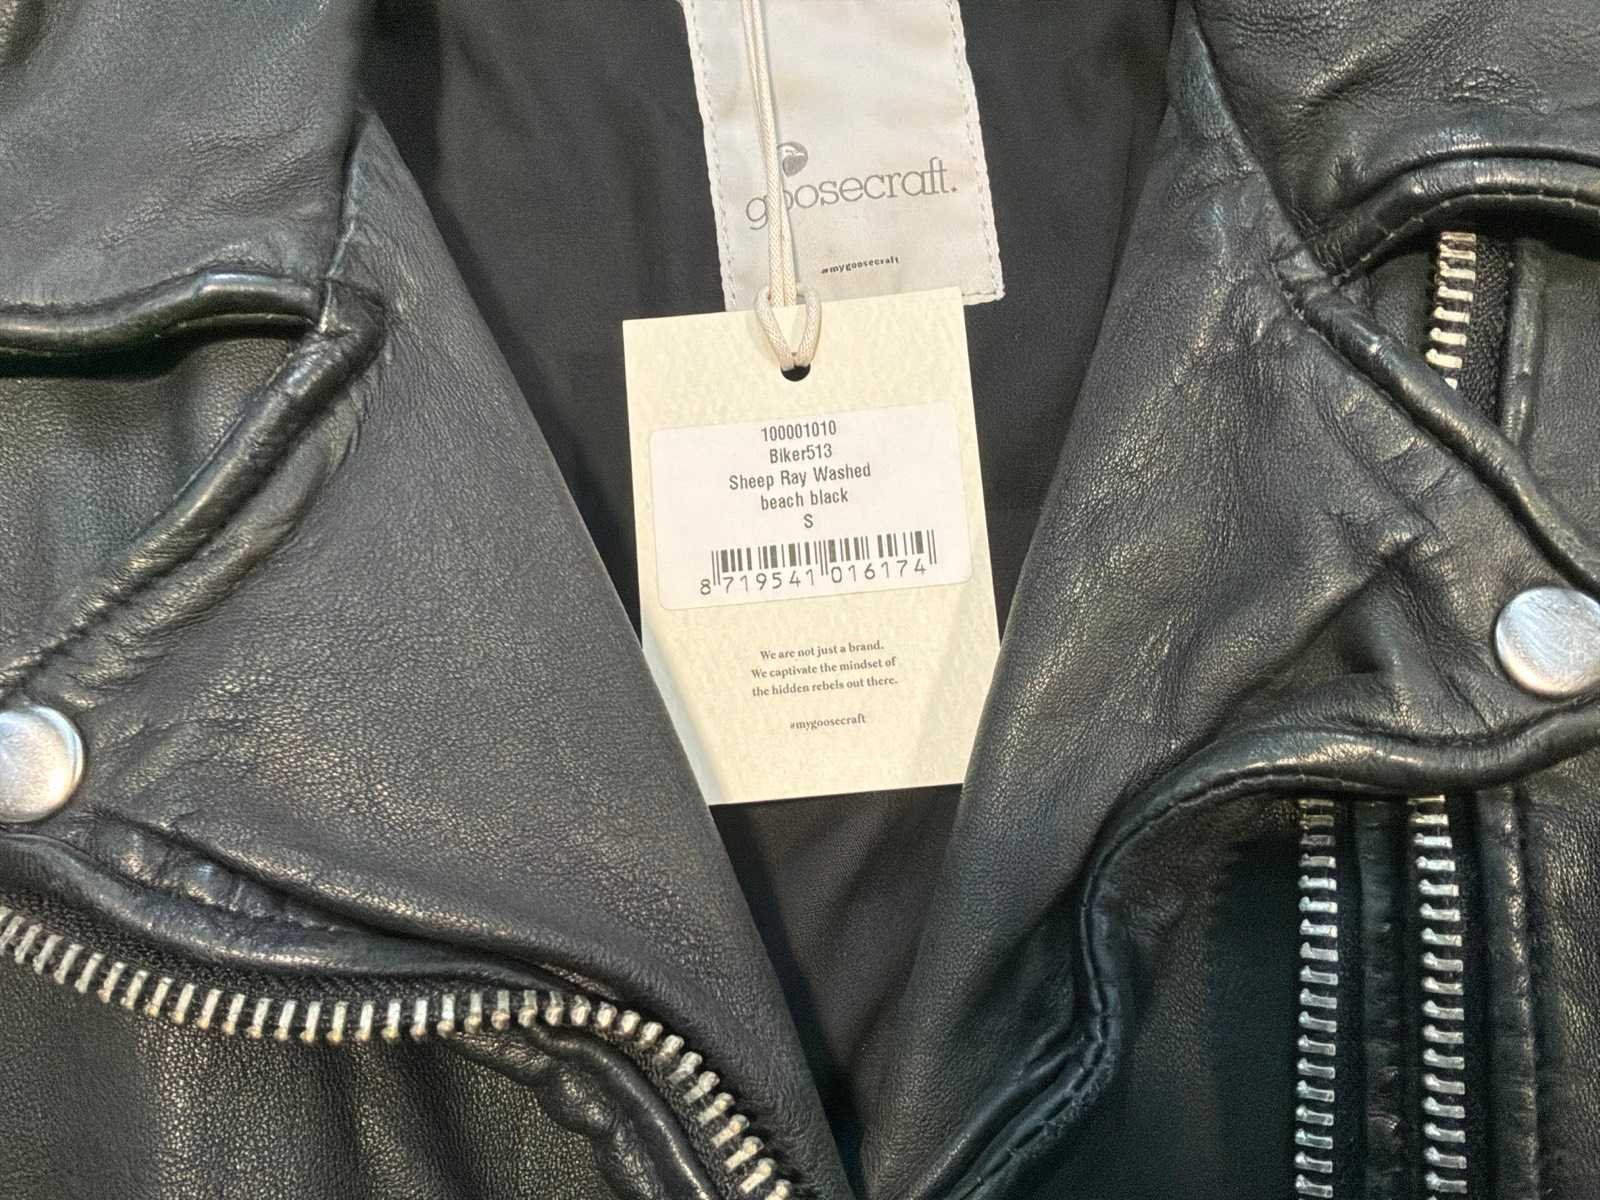 goosecraft.
#mygoosecraft
100001010
Biker513
Sheep Ray Washed
beach black
S
8 719541 016174
We are not just a brand.
We captivate the mindset of
the hidden rebels out there.
#mygoosecraft